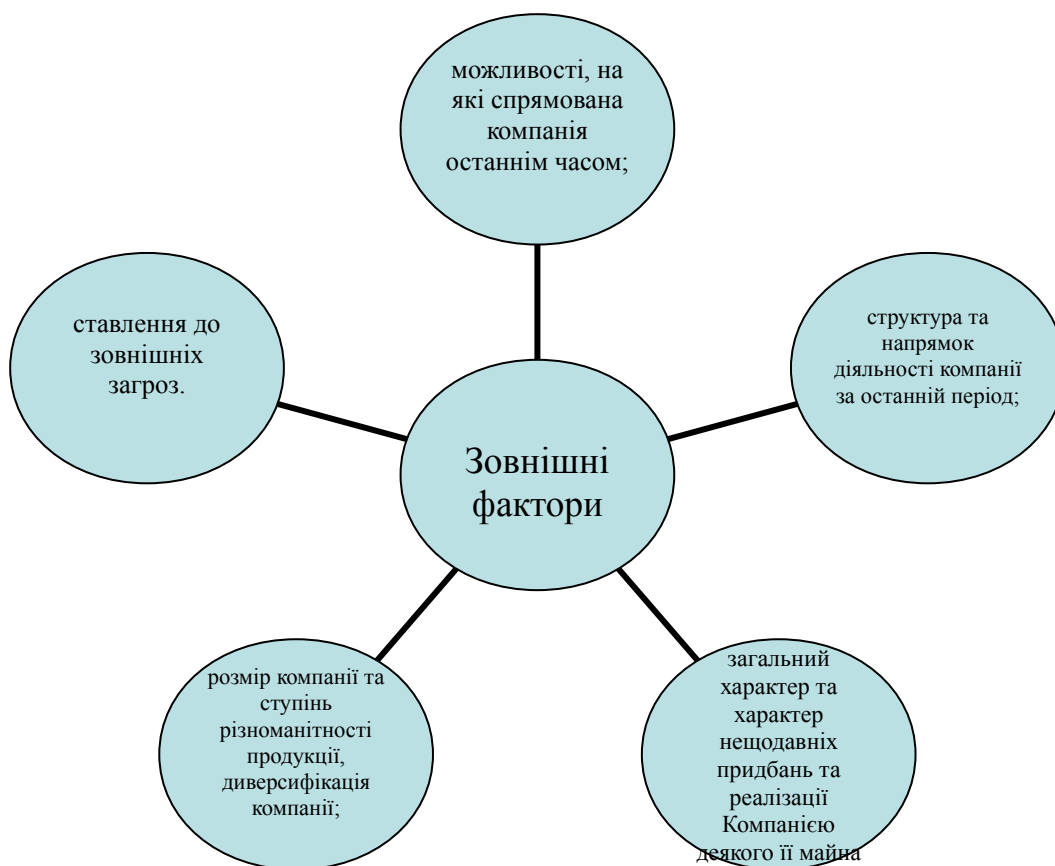 можливості, на
які спрямована
компанія
останнім часом;
ставлення до
зовнішніх
загроз.
структура та
напрямок
діяльності компанії
за останній період;
Зовнішні
фактори
розмір компанії та
ступінь
різноманітності
продукції,
диверсифікація
компанії;
загальний
характер та
характер
нещодавніх
придбань та
реалізації
Компанією
деякого її майна